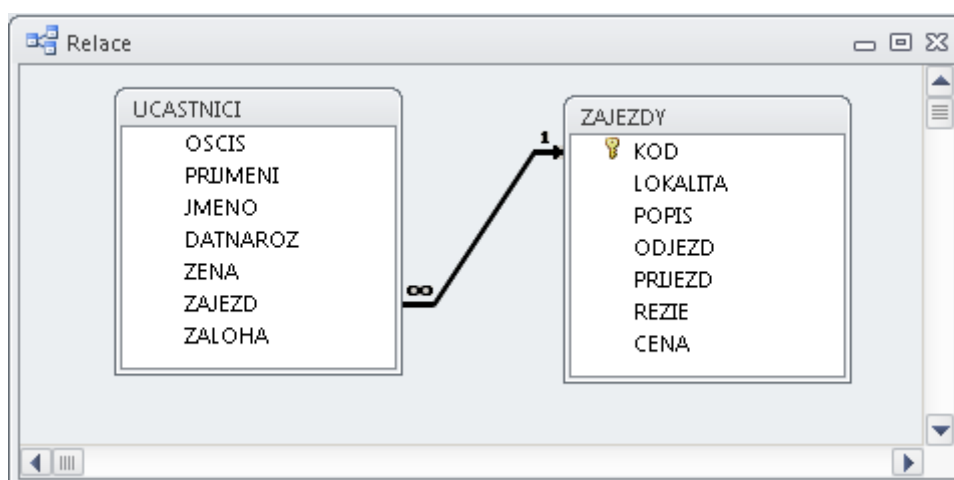 Relace
UCASTNICI
OSCIS
PRIJMENI
JMENO
DATNAROZ
ZENA
ZAJEZD
ZALOHA
∞
1
ZAJEZDY
KOD
LOKALITA
POPIS
ODJEZD
PRIJEZD
REZIE
CENA